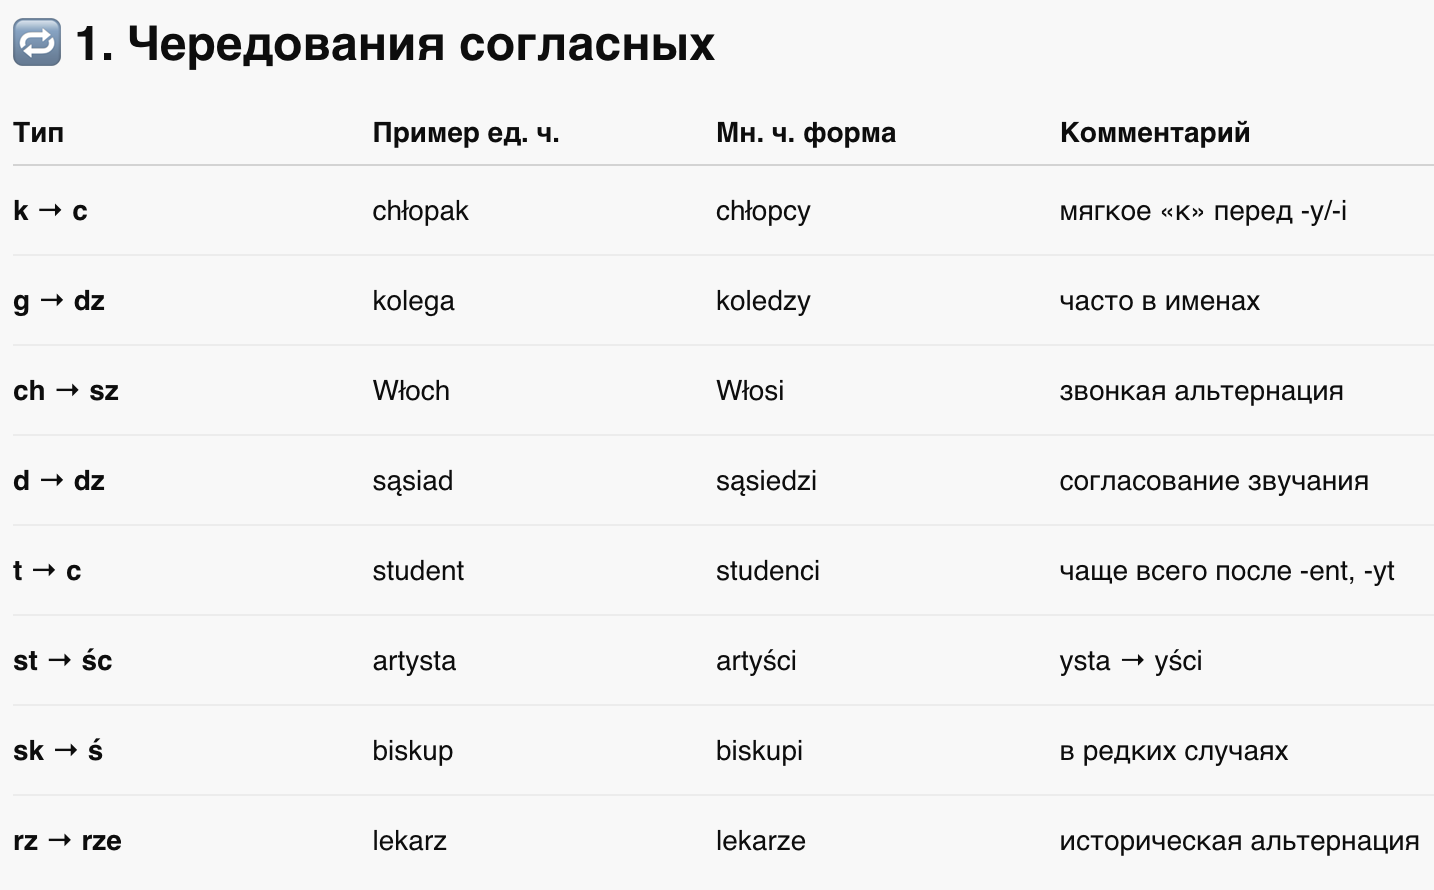 🔁 1. Чередования согласных
Тип Пример ед. ч. Мн. ч. форма Комментарий
k → c chłopak chłopcy мягкое «к» перед -y/-i
g → dz kolega koledzy часто в именах
ch → sz Włoch Włosi звонкая альтернация
d → dz sąsiad sąsiedzi согласование звучания
t → c student studenci чаще всего после -ent, -yt
st → śc artysta artyści ysta → yści
sk → ś biskup biskupi в редких случаях
rz → rze lekarz lekarze историческая альтернация